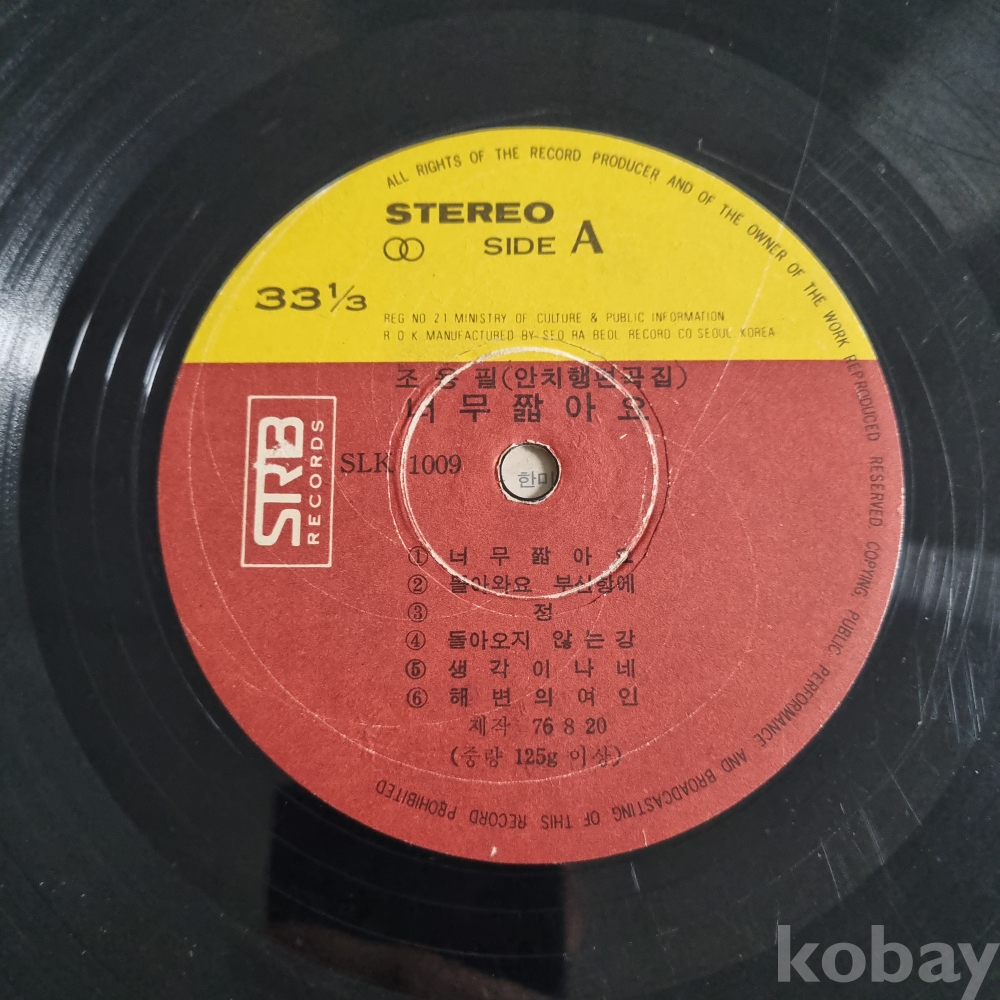 ALL RIGHTS OF THE RECORD PRODUCER AND OF THE OWNER OF THE WORK REPRODUCED RESERVED. COPYING, PUBLIC PERFORMANCE AND BROADCASTING OF THIS RECORD PROHIBITED
STEREO
SIDE A
33 1/3
REG NO 21 MINISTRY OF CULTURE & PUBLIC INFORMATION
R O K MANUFACTURED BY- SEO RA BEOL RECORD CO SEOUL KOREA
조용필(안치행편곡집)
너무짧아요
SRB
RECORDS
SLK 1009
한미
① 너무짧아요
② 돌아와요 부산항에
③ 정
④ 돌아오지 않는강
⑤ 생각이나네
⑥ 해변의여인
제작 76 8 20
(중량 125g 이상)
kobay